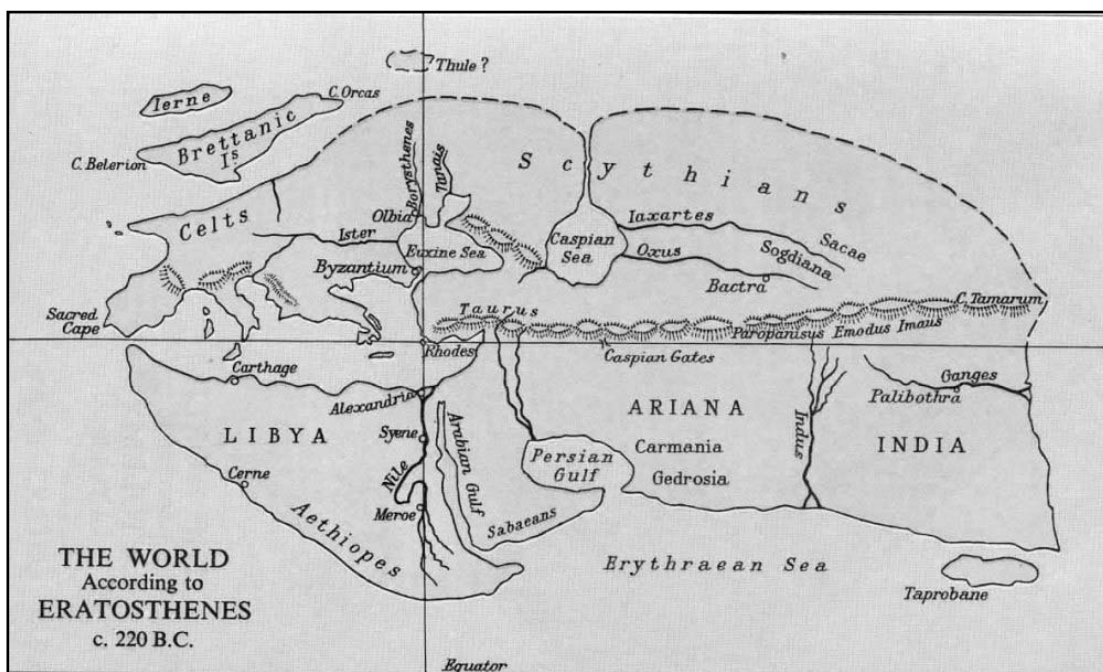 Thule ?
Ierne
C. Orcas
Brettanic
Is
C. Belerion
Borysthenes
Tanais
Scythians
Celts
Olbia
Ister
Euxine Sea
Byzantium
Caspian
Sea
Iaxartes
Oxus
Sogdiana
Sacae
Bactra
Sacred
Cape
Taurus
C. Tamarum
Paropanisus Emodus Imaus
Rhodes
Caspian Gates
Carthage
Alexandria
Ganges
Palibothra
LIBYA
Syene
Arabian Gulf
ARIANA
Carmania
Gedrosia
Indus
INDIA
Persian
Gulf
Cerne
Nile
Meroe
Sabaeans
Aethiopes
Erythraean Sea
Taprobane
THE WORLD
According to
ERATOSTHENES
c. 220 B.C.
Equator